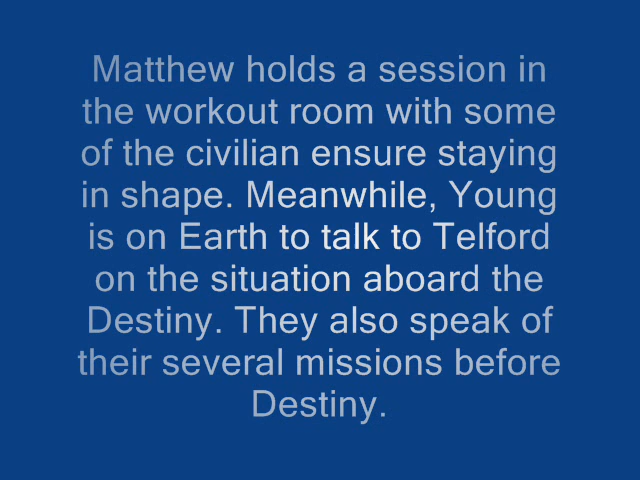 Matthew holds a session in
the workout room with some
of the civilian ensure staying
in shape. Meanwhile, Young
is on Earth to talk to Telford
on the situation aboard the
Destiny. They also speak of
their several missions before
Destiny.